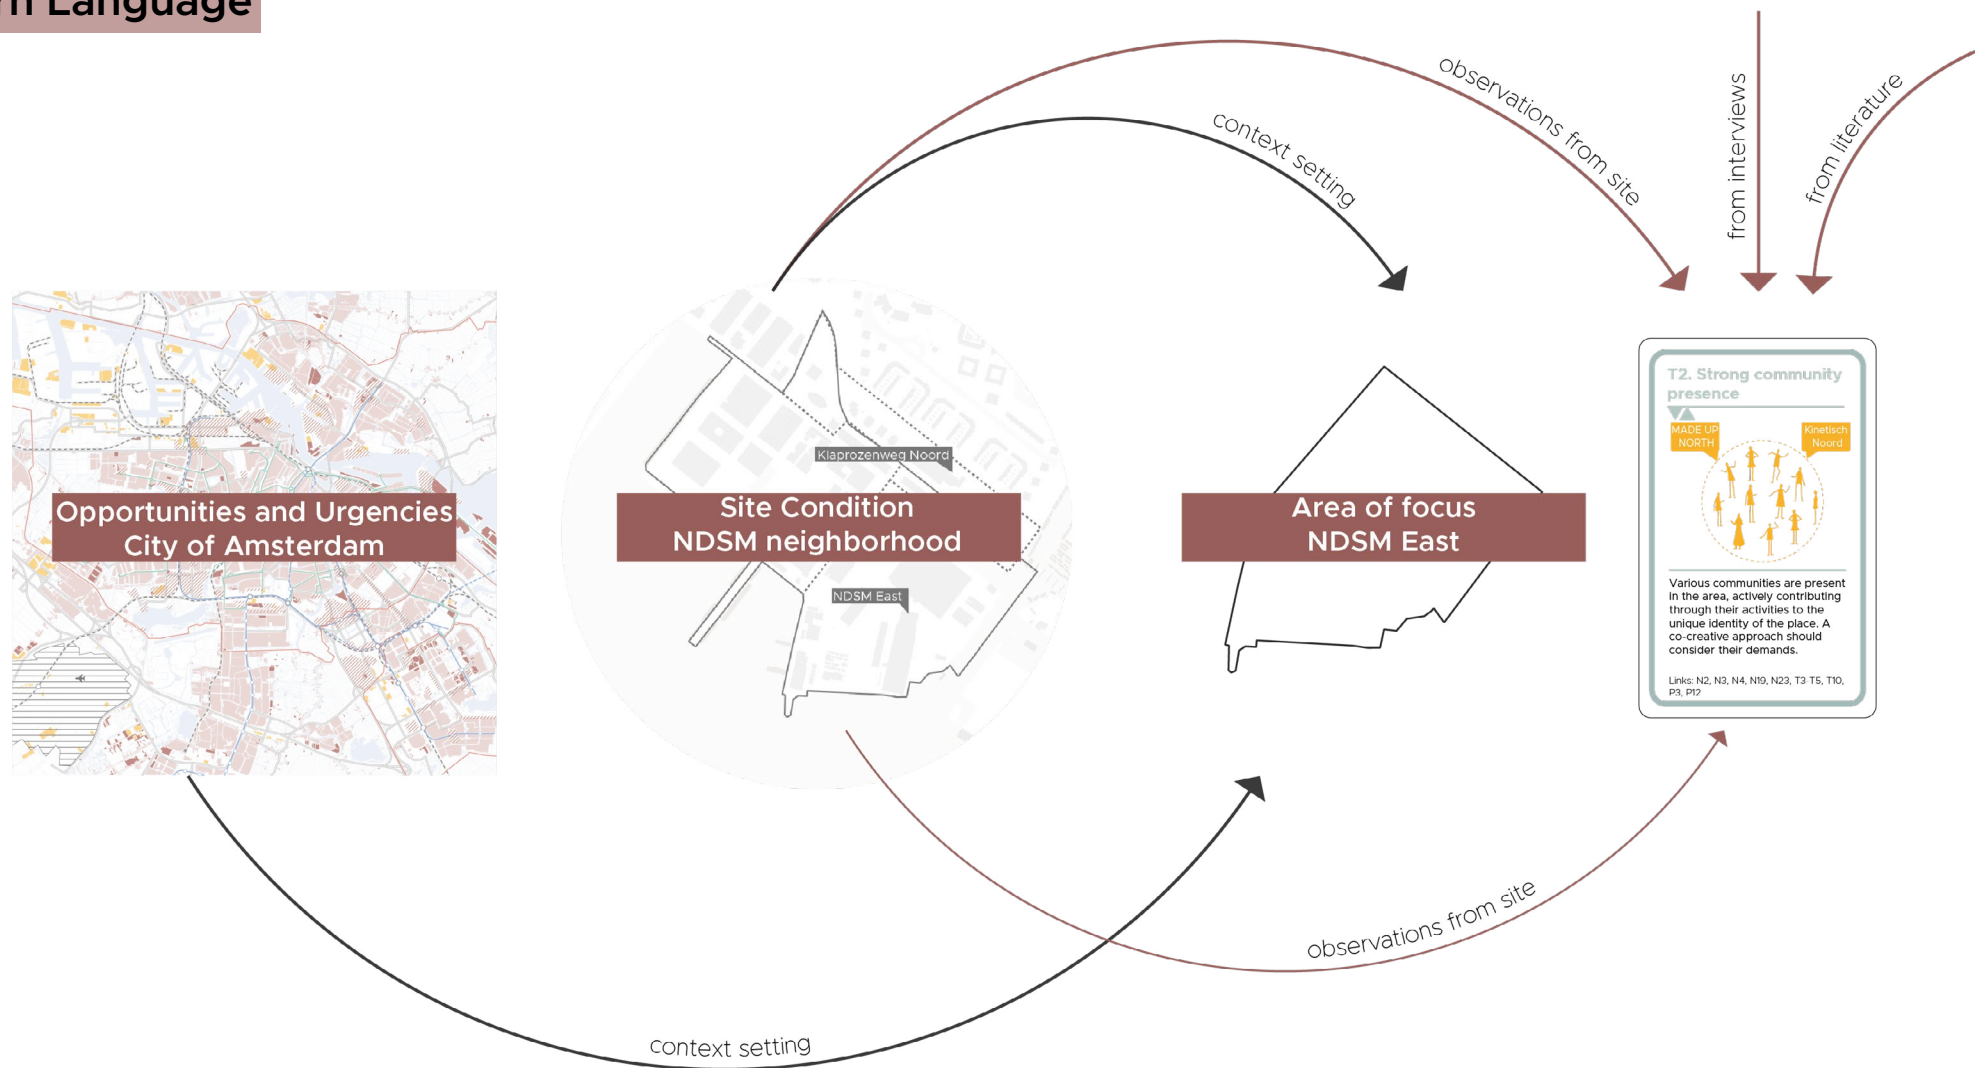 rn Language
observations from site
context setting
from interviews
from literature
Opportunities and Urgencies
City of Amsterdam
Klaprozenweg Noord
Site Condition
NDSM neighborhood
NDSM East
Area of focus
NDSM East
T2. Strong community
presence
MADE UP
NORTH
Kinetisch
Noord
Various communities are present
in the area, actively contributing
through their activities to the
unique identity of the place. A
co-creative approach should
consider their demands.
Links: N2, N3, N4, N19, N23, T3 T5, T10,
P3, P12
observations from site
context setting